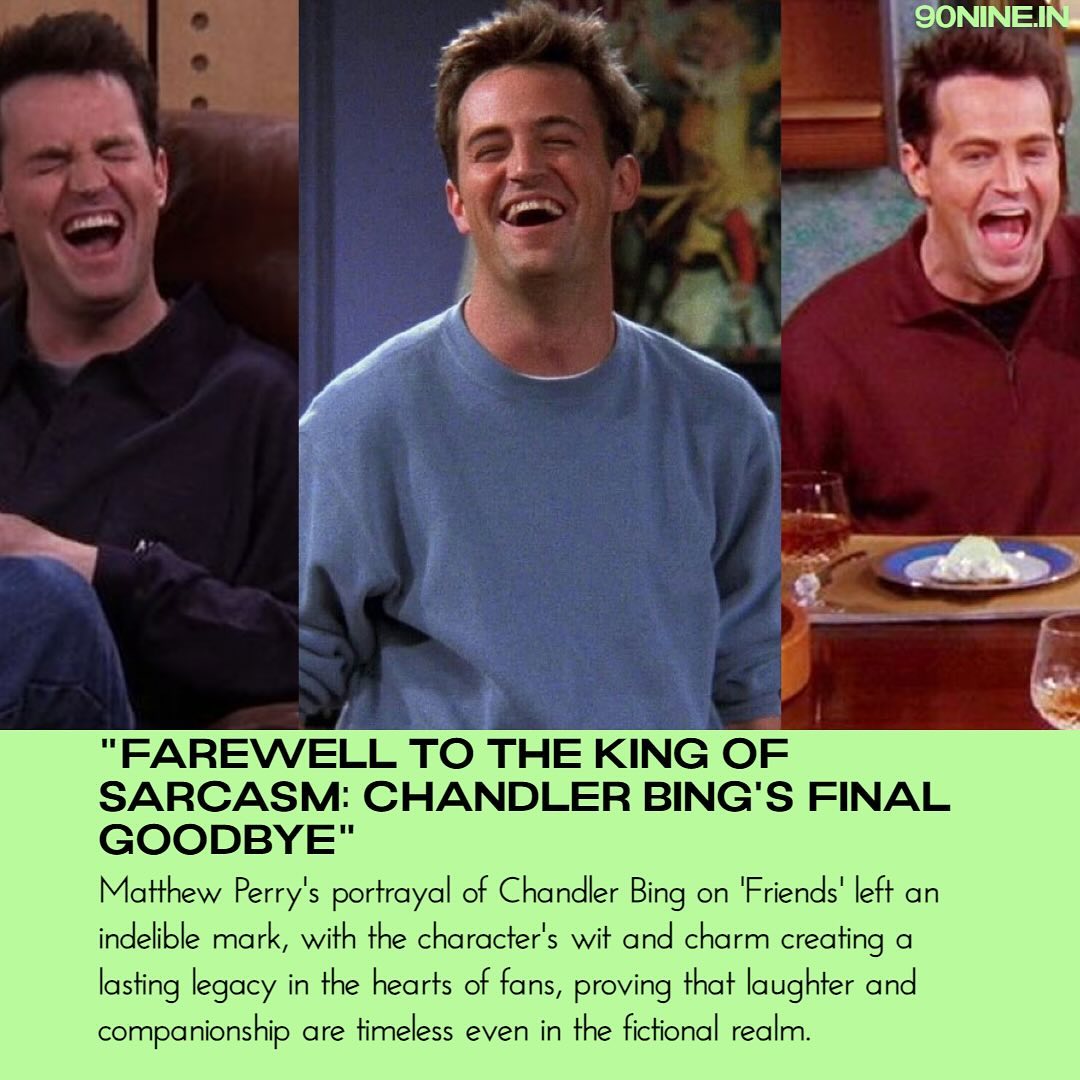 90NINE.IN
"FAREWELL TO THE KING OF
SARCASM: CHANDLER BING'S FINAL
GOODBYE"
Matthew Perry's portrayal of Chandler Bing on 'Friends' left an
indelible mark, with the character's wit and charm creating a
lasting legacy in the hearts of fans, proving that laughter and
companionship are timeless even in the fictional realm.